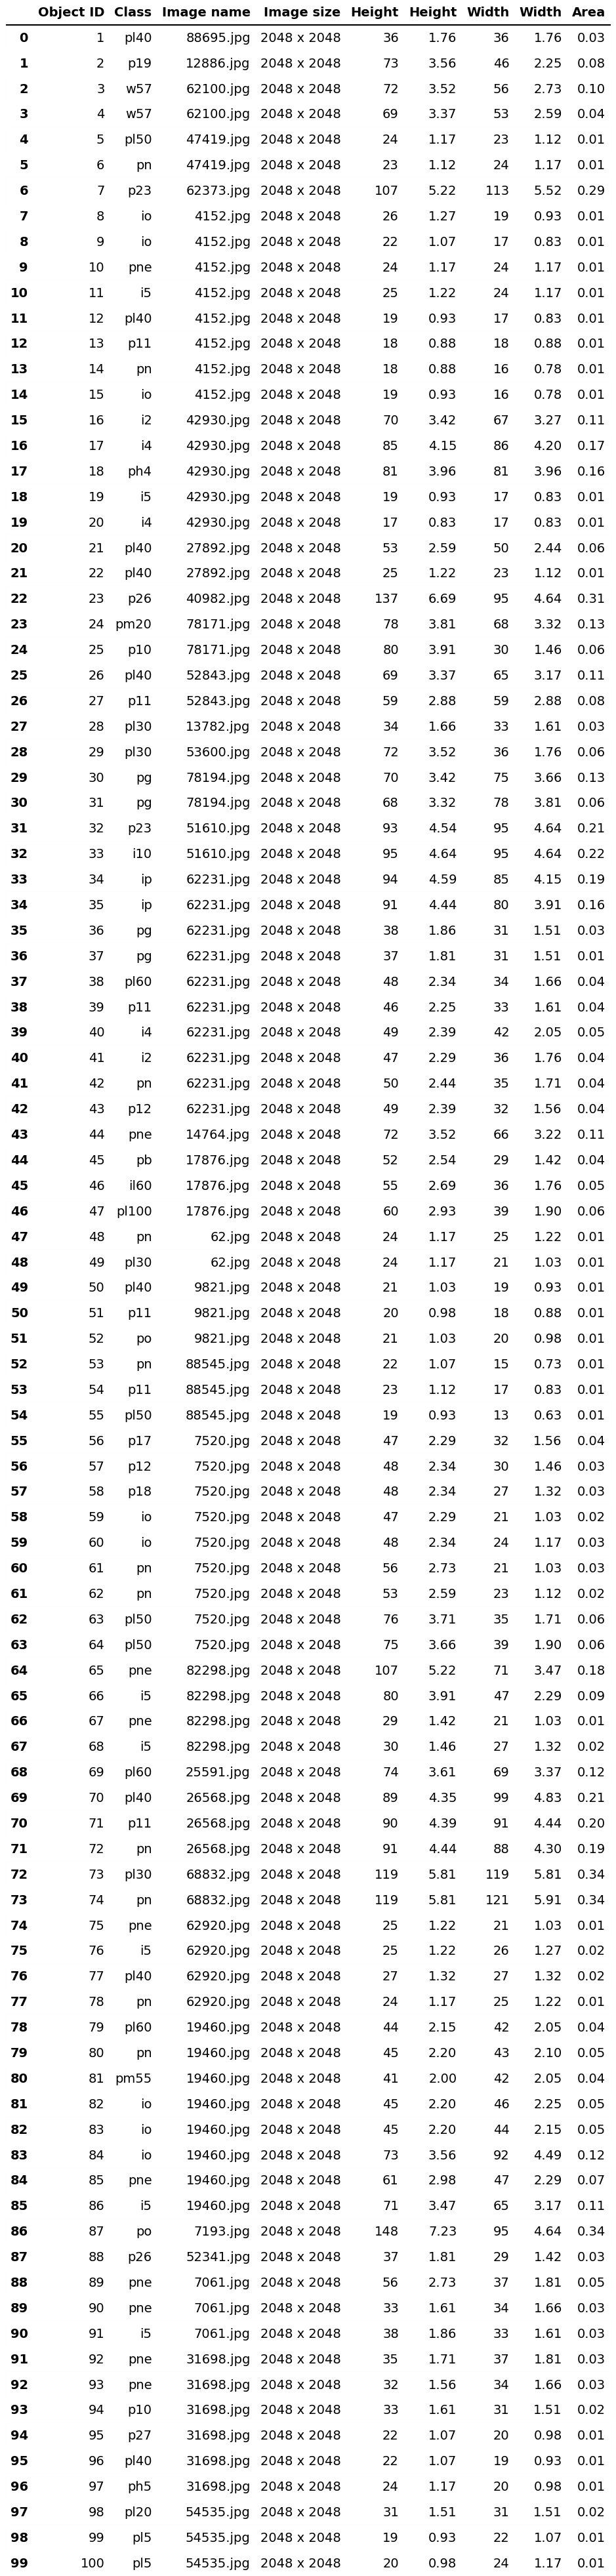 Object ID Class Image name Image size Height Height Width Width Area
0 1 pl40 88695.jpg 2048 x 2048 36 1.76 36 1.76 0.03
1 2 p19 12886.jpg 2048 x 2048 73 3.56 46 2.25 0.08
2 3 w57 62100.jpg 2048 x 2048 72 3.52 56 2.73 0.10
3 4 w57 62100.jpg 2048 x 2048 69 3.37 53 2.59 0.04
4 5 pl50 47419.jpg 2048 x 2048 24 1.17 23 1.12 0.01
5 6 pn 47419.jpg 2048 x 2048 23 1.12 24 1.17 0.01
6 7 p23 62373.jpg 2048 x 2048 107 5.22 113 5.52 0.29
7 8 io 4152.jpg 2048 x 2048 26 1.27 19 0.93 0.01
8 9 io 4152.jpg 2048 x 2048 22 1.07 17 0.83 0.01
9 10 pne 4152.jpg 2048 x 2048 24 1.17 24 1.17 0.01
10 11 i5 4152.jpg 2048 x 2048 25 1.22 24 1.17 0.01
11 12 pl40 4152.jpg 2048 x 2048 19 0.93 17 0.83 0.01
12 13 p11 4152.jpg 2048 x 2048 18 0.88 18 0.88 0.01
13 14 pn 4152.jpg 2048 x 2048 18 0.88 16 0.78 0.01
14 15 io 4152.jpg 2048 x 2048 19 0.93 16 0.78 0.01
15 16 i2 42930.jpg 2048 x 2048 70 3.42 67 3.27 0.11
16 17 i4 42930.jpg 2048 x 2048 85 4.15 86 4.20 0.17
17 18 ph4 42930.jpg 2048 x 2048 81 3.96 81 3.96 0.16
18 19 i5 42930.jpg 2048 x 2048 19 0.93 17 0.83 0.01
19 20 i4 42930.jpg 2048 x 2048 17 0.83 17 0.83 0.01
20 21 pl40 27892.jpg 2048 x 2048 53 2.59 50 2.44 0.06
21 22 pl40 27892.jpg 2048 x 2048 25 1.22 23 1.12 0.01
22 23 p26 40982.jpg 2048 x 2048 137 6.69 95 4.64 0.31
23 24 pm20 78171.jpg 2048 x 2048 78 3.81 68 3.32 0.13
24 25 p10 78171.jpg 2048 x 2048 80 3.91 30 1.46 0.06
25 26 pl40 52843.jpg 2048 x 2048 69 3.37 65 3.17 0.11
26 27 p11 52843.jpg 2048 x 2048 59 2.88 59 2.88 0.08
27 28 pl30 13782.jpg 2048 x 2048 34 1.66 33 1.61 0.03
28 29 pl30 53600.jpg 2048 x 2048 72 3.52 36 1.76 0.06
29 30 pg 78194.jpg 2048 x 2048 70 3.42 75 3.66 0.13
30 31 pg 78194.jpg 2048 x 2048 68 3.32 78 3.81 0.06
31 32 p23 51610.jpg 2048 x 2048 93 4.54 95 4.64 0.21
32 33 i10 51610.jpg 2048 x 2048 95 4.64 95 4.64 0.22
33 34 ip 62231.jpg 2048 x 2048 94 4.59 85 4.15 0.19
34 35 ip 62231.jpg 2048 x 2048 91 4.44 80 3.91 0.16
35 36 pg 62231.jpg 2048 x 2048 38 1.86 31 1.51 0.03
36 37 pg 62231.jpg 2048 x 2048 37 1.81 31 1.51 0.01
37 38 pl60 62231.jpg 2048 x 2048 48 2.34 34 1.66 0.04
38 39 p11 62231.jpg 2048 x 2048 46 2.25 33 1.61 0.04
39 40 i4 62231.jpg 2048 x 2048 49 2.39 42 2.05 0.05
40 41 i2 62231.jpg 2048 x 2048 47 2.29 36 1.76 0.04
41 42 pn 62231.jpg 2048 x 2048 50 2.44 35 1.71 0.04
42 43 p12 62231.jpg 2048 x 2048 49 2.39 32 1.56 0.04
43 44 pne 14764.jpg 2048 x 2048 72 3.52 66 3.22 0.11
44 45 pb 17876.jpg 2048 x 2048 52 2.54 29 1.42 0.04
45 46 il60 17876.jpg 2048 x 2048 55 2.69 36 1.76 0.05
46 47 pl100 17876.jpg 2048 x 2048 60 2.93 39 1.90 0.06
47 48 pn 62.jpg 2048 x 2048 24 1.17 25 1.22 0.01
48 49 pl30 62.jpg 2048 x 2048 24 1.17 21 1.03 0.01
49 50 pl40 9821.jpg 2048 x 2048 21 1.03 19 0.93 0.01
50 51 p11 9821.jpg 2048 x 2048 20 0.98 18 0.88 0.01
51 52 po 9821.jpg 2048 x 2048 21 1.03 20 0.98 0.01
52 53 pn 88545.jpg 2048 x 2048 22 1.07 15 0.73 0.01
53 54 p11 88545.jpg 2048 x 2048 23 1.12 17 0.83 0.01
54 55 pl50 88545.jpg 2048 x 2048 19 0.93 13 0.63 0.01
55 56 p17 7520.jpg 2048 x 2048 47 2.29 32 1.56 0.04
56 57 p12 7520.jpg 2048 x 2048 48 2.34 30 1.46 0.03
57 58 p18 7520.jpg 2048 x 2048 48 2.34 27 1.32 0.03
58 59 io 7520.jpg 2048 x 2048 47 2.29 21 1.03 0.02
59 60 io 7520.jpg 2048 x 2048 48 2.34 24 1.17 0.03
60 61 pn 7520.jpg 2048 x 2048 56 2.73 21 1.03 0.03
61 62 pn 7520.jpg 2048 x 2048 53 2.59 23 1.12 0.02
62 63 pl50 7520.jpg 2048 x 2048 76 3.71 35 1.71 0.06
63 64 pl50 7520.jpg 2048 x 2048 75 3.66 39 1.90 0.06
64 65 pne 82298.jpg 2048 x 2048 107 5.22 71 3.47 0.18
65 66 i5 82298.jpg 2048 x 2048 80 3.91 47 2.29 0.09
66 67 pne 82298.jpg 2048 x 2048 29 1.42 21 1.03 0.01
67 68 i5 82298.jpg 2048 x 2048 30 1.46 27 1.32 0.02
68 69 pl60 25591.jpg 2048 x 2048 74 3.61 69 3.37 0.12
69 70 pl40 26568.jpg 2048 x 2048 89 4.35 99 4.83 0.21
70 71 p11 26568.jpg 2048 x 2048 90 4.39 91 4.44 0.20
71 72 pn 26568.jpg 2048 x 2048 91 4.44 88 4.30 0.19
72 73 pl30 68832.jpg 2048 x 2048 119 5.81 119 5.81 0.34
73 74 pn 68832.jpg 2048 x 2048 119 5.81 121 5.91 0.34
74 75 pne 62920.jpg 2048 x 2048 25 1.22 21 1.03 0.01
75 76 i5 62920.jpg 2048 x 2048 25 1.22 26 1.27 0.02
76 77 pl40 62920.jpg 2048 x 2048 27 1.32 27 1.32 0.02
77 78 pn 62920.jpg 2048 x 2048 24 1.17 25 1.22 0.01
78 79 pl60 19460.jpg 2048 x 2048 44 2.15 42 2.05 0.04
79 80 pn 19460.jpg 2048 x 2048 45 2.20 43 2.10 0.05
80 81 pm55 19460.jpg 2048 x 2048 41 2.00 42 2.05 0.04
81 82 io 19460.jpg 2048 x 2048 45 2.20 46 2.25 0.05
82 83 io 19460.jpg 2048 x 2048 45 2.20 44 2.15 0.05
83 84 io 19460.jpg 2048 x 2048 73 3.56 92 4.49 0.12
84 85 pne 19460.jpg 2048 x 2048 61 2.98 47 2.29 0.07
85 86 i5 19460.jpg 2048 x 2048 71 3.47 65 3.17 0.11
86 87 po 7193.jpg 2048 x 2048 148 7.23 95 4.64 0.34
87 88 p26 52341.jpg 2048 x 2048 37 1.81 29 1.42 0.03
88 89 pne 7061.jpg 2048 x 2048 56 2.73 37 1.81 0.05
89 90 pne 7061.jpg 2048 x 2048 33 1.61 34 1.66 0.03
90 91 i5 7061.jpg 2048 x 2048 38 1.86 33 1.61 0.03
91 92 pne 31698.jpg 2048 x 2048 35 1.71 37 1.81 0.03
92 93 pne 31698.jpg 2048 x 2048 32 1.56 34 1.66 0.03
93 94 p10 31698.jpg 2048 x 2048 33 1.61 31 1.51 0.02
94 95 p27 31698.jpg 2048 x 2048 22 1.07 20 0.98 0.01
95 96 pl40 31698.jpg 2048 x 2048 22 1.07 19 0.93 0.01
96 97 ph5 31698.jpg 2048 x 2048 24 1.17 20 0.98 0.01
97 98 pl20 54535.jpg 2048 x 2048 31 1.51 31 1.51 0.02
98 99 pl5 54535.jpg 2048 x 2048 19 0.93 22 1.07 0.01
99 100 pl5 54535.jpg 2048 x 2048 20 0.98 24 1.17 0.01